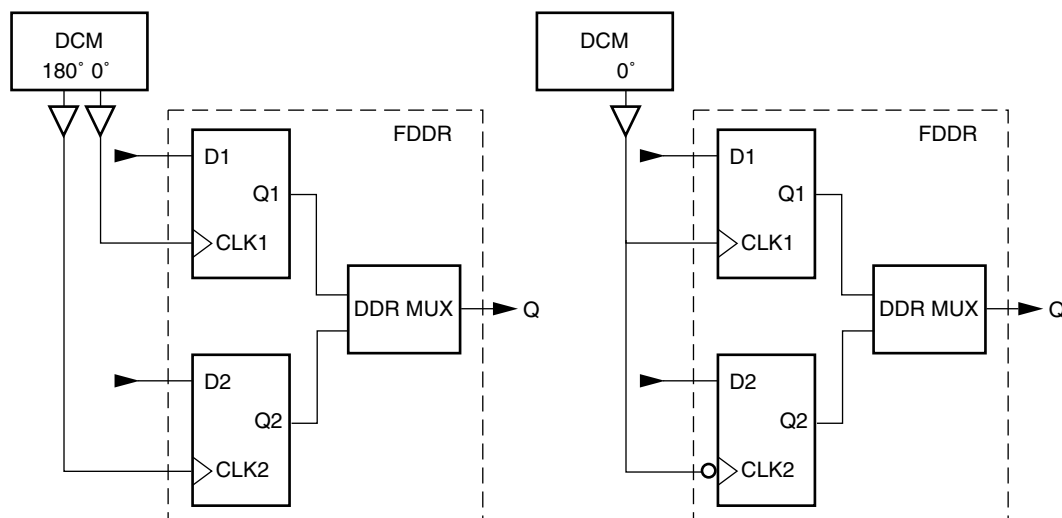 DCM
180° 0°
FDDR
D1
Q1
CLK1
DDR MUX
Q
D2
Q2
CLK2
DCM
0°
FDDR
D1
Q1
CLK1
DDR MUX
Q
D2
Q2
CLK2